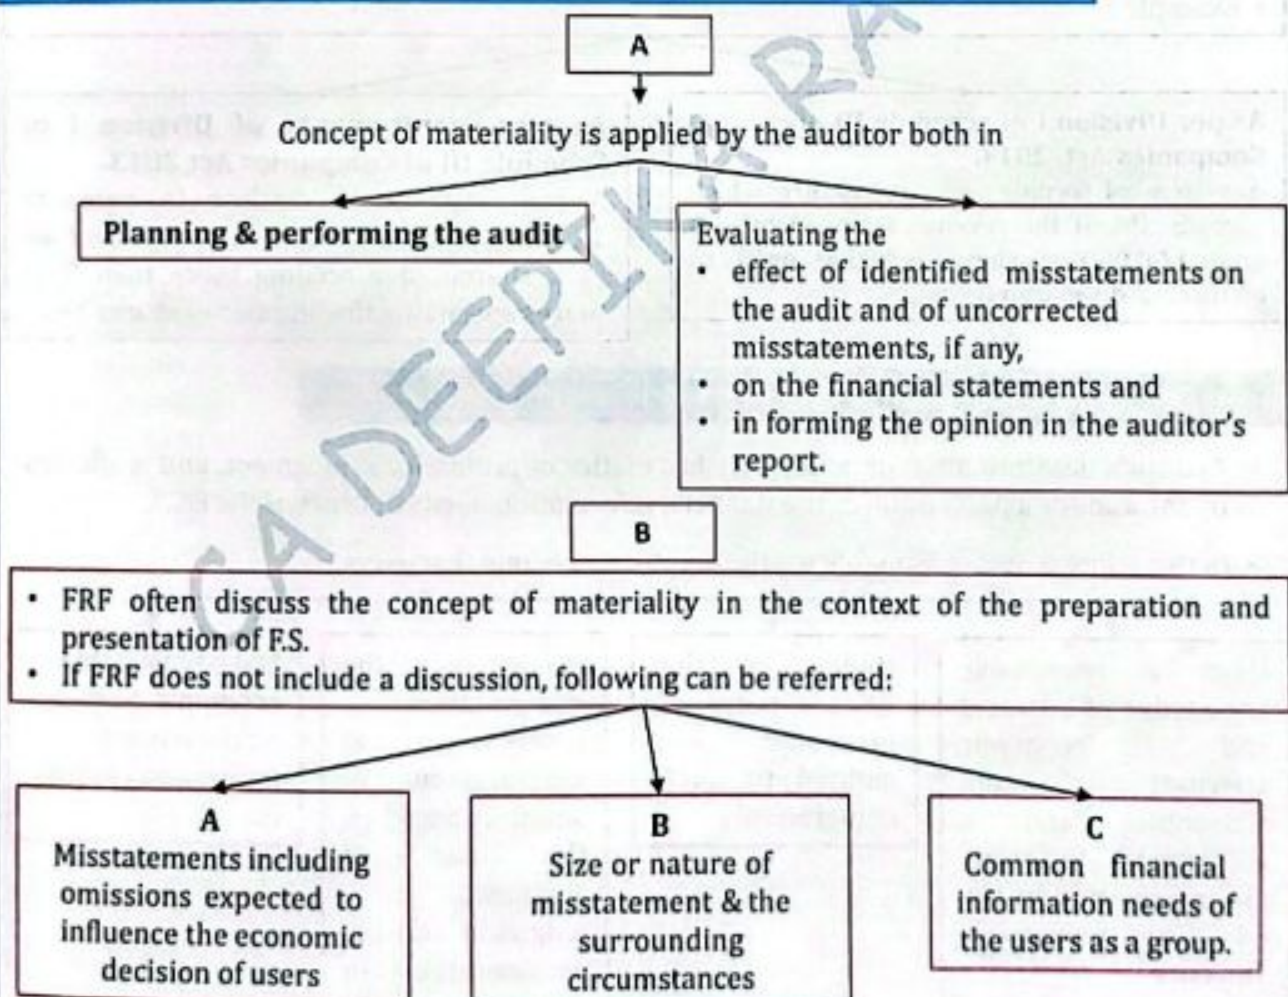 A
Concept of materiality is applied by the auditor both in
Planning & performing the audit
Evaluating the
• effect of identified misstatements on
the audit and of uncorrected
misstatements, if any,
• on the financial statements and
• in forming the opinion in the auditor's
report.
CA DEEPIKA RA
B
• FRF often discuss the concept of materiality in the context of the preparation and
presentation of F.S.
• If FRF does not include a discussion, following can be referred:
A
Misstatements including
omissions expected to
influence the economic
decision of users
B
Size or nature of
misstatement & the
surrounding
circumstances
C
Common financial
information needs of
the users as a group.